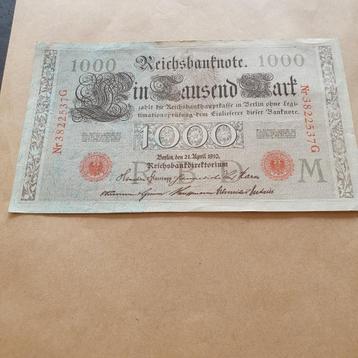 1000 Reichsbanknote. 1000
Ein Tausend Mark
zahlt die Reichsbankhauptkasse in Berlin ohne Legi-
timationsprüfung dem Einlieferer dieser Banknote.
1000
Berlin, den 21. April 1910.
Reichsbankdirektorium
R B D M
Nr 3822537G
Nr 3822537G